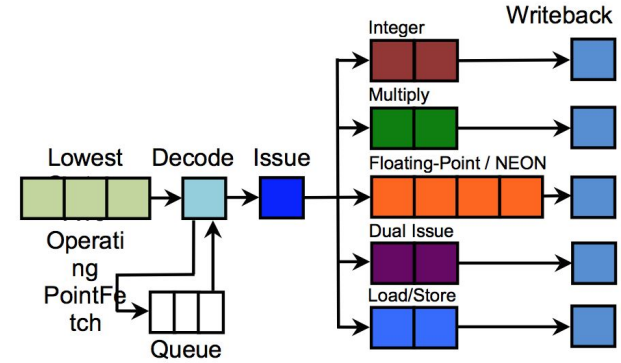 Writeback
Integer
Multiply
Lowest
Decode
Issue
Floating-Point / NEON
Operati
ng
PointFe
tch
Dual Issue
Load/Store
Queue